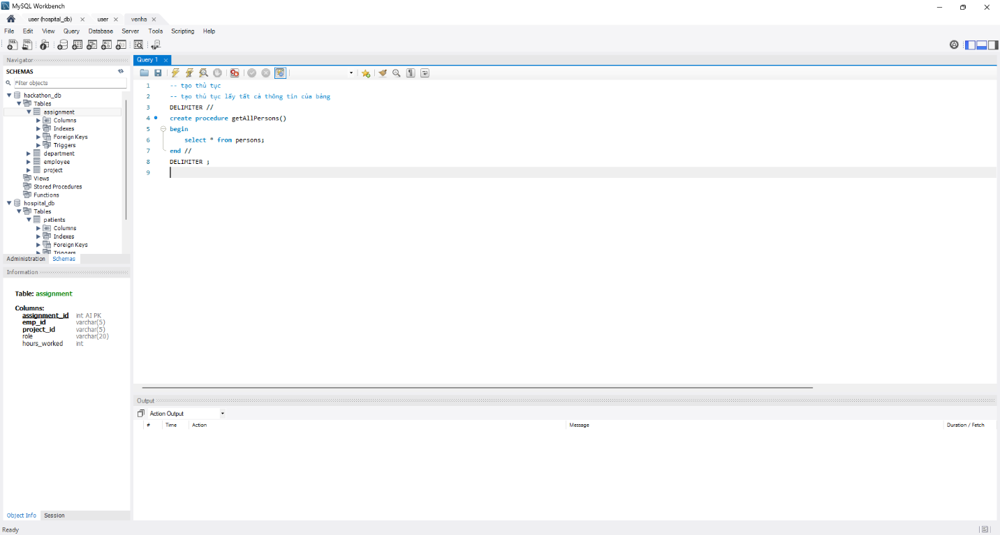 MySQL Workbench
user (hospital_db)
user
venha
File Edit View Query Database Server Tools Scripting Help
Navigator
SCHEMAS
Filter objects
hackathon_db
Tables
assignment
Columns
Indexes
Foreign Keys
Triggers
department
employee
project
Views
Stored Procedures
Functions
hospital_db
Tables
patients
Columns
Indexes
Foreign Keys
Triggers
Administration Schemas
Information
Table: assignment
Columns:
assignment_id int AI PK
emp_id varchar(5)
project_id varchar(5)
role varchar(20)
hours_worked int
Object Info Session
Ready
Query 1
1 -- tạo thủ tục
2 -- tạo thủ tục lấy tất cả thông tin của bảng
3 DELIMITER //
4 create procedure getAllPersons()
5 begin
6 select * from persons;
7 end //
8 DELIMITER ;
9
Output
Action Output
# Time Action Message Duration / Fetch